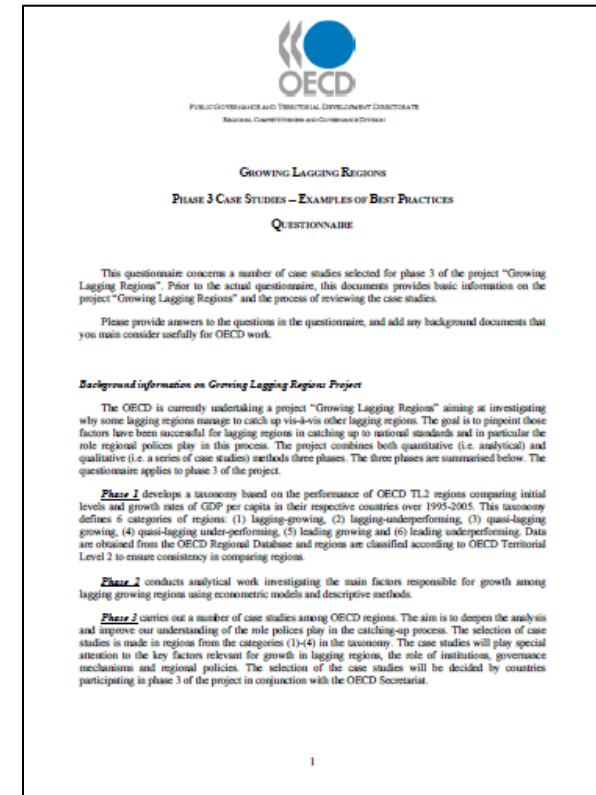 OECD
PUBLIC GOVERNANCE AND TERRITORIAL DEVELOPMENT DIRECTORATE
REGIONAL COMPETITIVENESS AND GOVERNANCE DIVISION
GROWING LAGGING REGIONS
PHASE 3 CASE STUDIES – EXAMPLES OF BEST PRACTICES
QUESTIONNAIRE
This questionnaire concerns a number of case studies selected for phase 3 of the project "Growing
Lagging Regions". Prior to the actual questionnaire, this documents provides basic information on the
project "Growing Lagging Regions" and the process of reviewing the case studies.
Please provide answers to the questions in the questionnaire, and add any background documents that
you main consider usefully for OECD work.
Background information on Growing Lagging Regions Project
The OECD is currently undertaking a project "Growing Lagging Regions" aiming at investigating
why some lagging regions manage to catch up vis-à-vis other lagging regions. The goal is to pinpoint those
factors have been successful for lagging regions in catching up to national standards and in particular the
role regional polices play in this process. The project combines both quantitative (i.e. analytical) and
qualitative (i.e. a series of case studies) methods three phases. The three phases are summarised below. The
questionnaire applies to phase 3 of the project.
Phase 1 develops a taxonomy based on the performance of OECD TL2 regions comparing initial
levels and growth rates of GDP per capita in their respective countries over 1995-2005. This taxonomy
defines 6 categories of regions: (1) lagging-growing, (2) lagging-underperforming, (3) quasi-lagging
growing, (4) quasi-lagging under-performing, (5) leading growing and (6) leading underperforming. Data
are obtained from the OECD Regional Database and regions are classified according to OECD Territorial
Level 2 to ensure consistency in comparing regions.
Phase 2 conducts analytical work investigating the main factors responsible for growth among
lagging growing regions using econometric models and descriptive methods.
Phase 3 carries out a number of case studies among OECD regions. The aim is to deepen the analysis
and improve our understanding of the role polices play in the catching-up process. The selection of case
studies is made in regions from the categories (1)-(4) in the taxonomy. The case studies will play special
attention to the key factors relevant for growth in lagging regions, the role of institutions, governance
mechanisms and regional policies. The selection of the case studies will be decided by countries
participating in phase 3 of the project in conjunction with the OECD Secretariat.
1